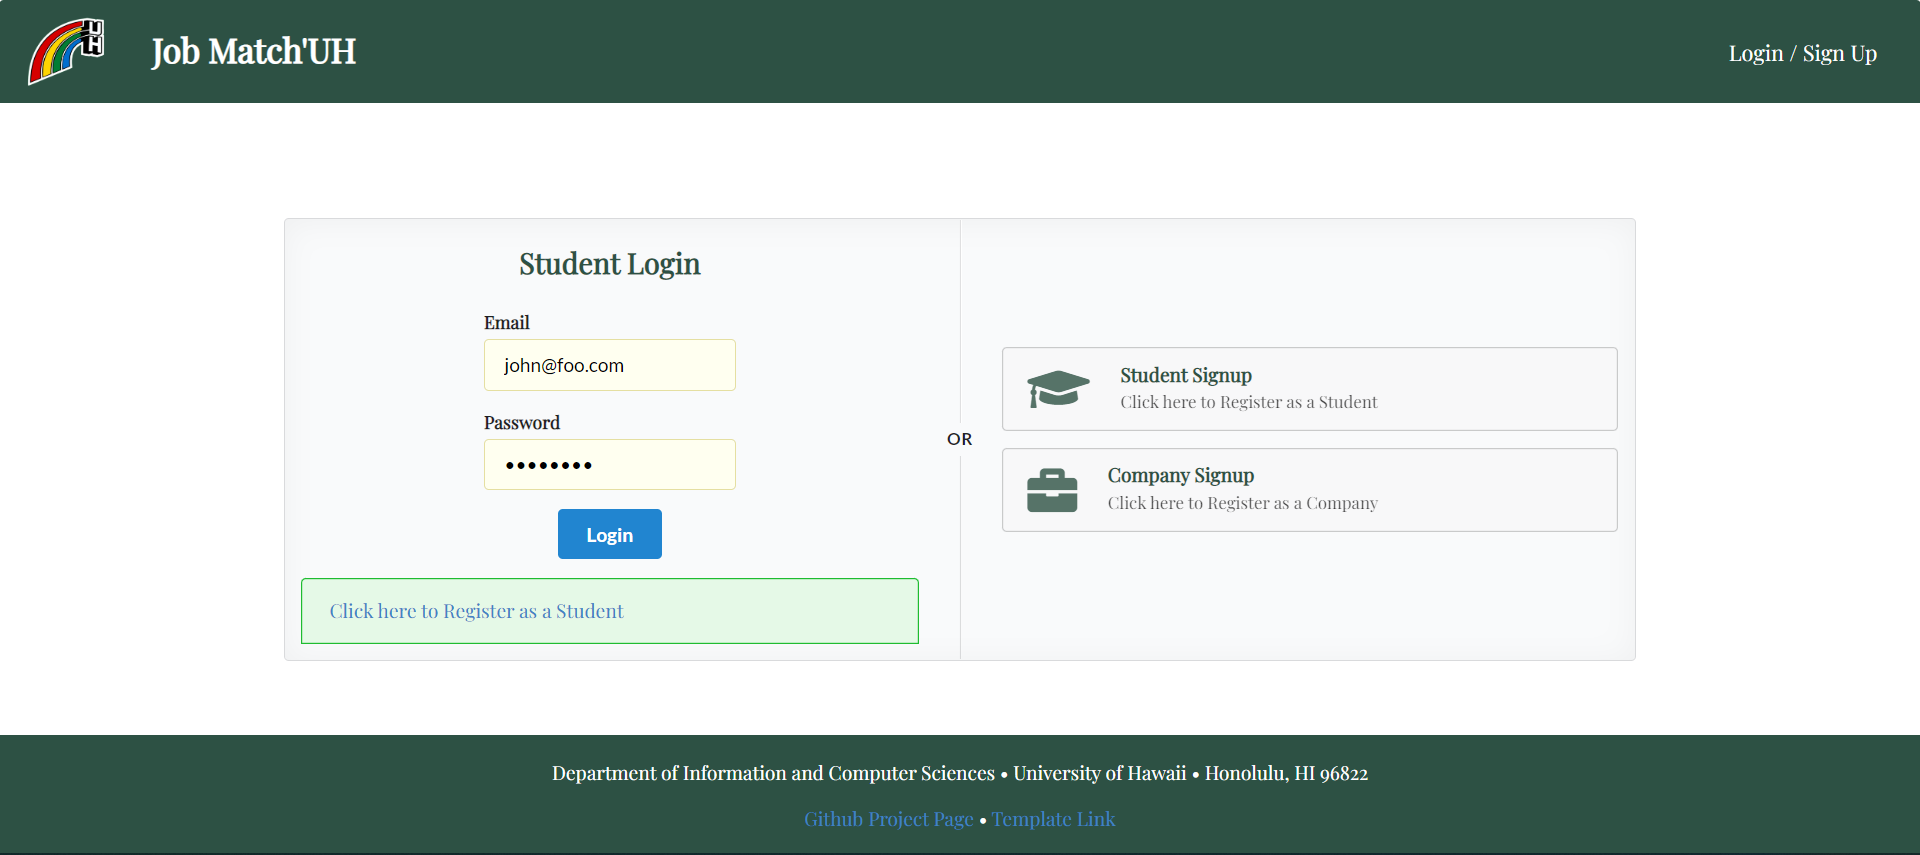 UH
Job Match'UH
Login / Sign Up
Student Login
Email
john@foo.com
Password
••••••••
Login
Click here to Register as a Student
OR
Student Signup
Click here to Register as a Student
Company Signup
Click here to Register as a Company
Department of Information and Computer Sciences • University of Hawaii • Honolulu, HI 96822
Github Project Page • Template Link